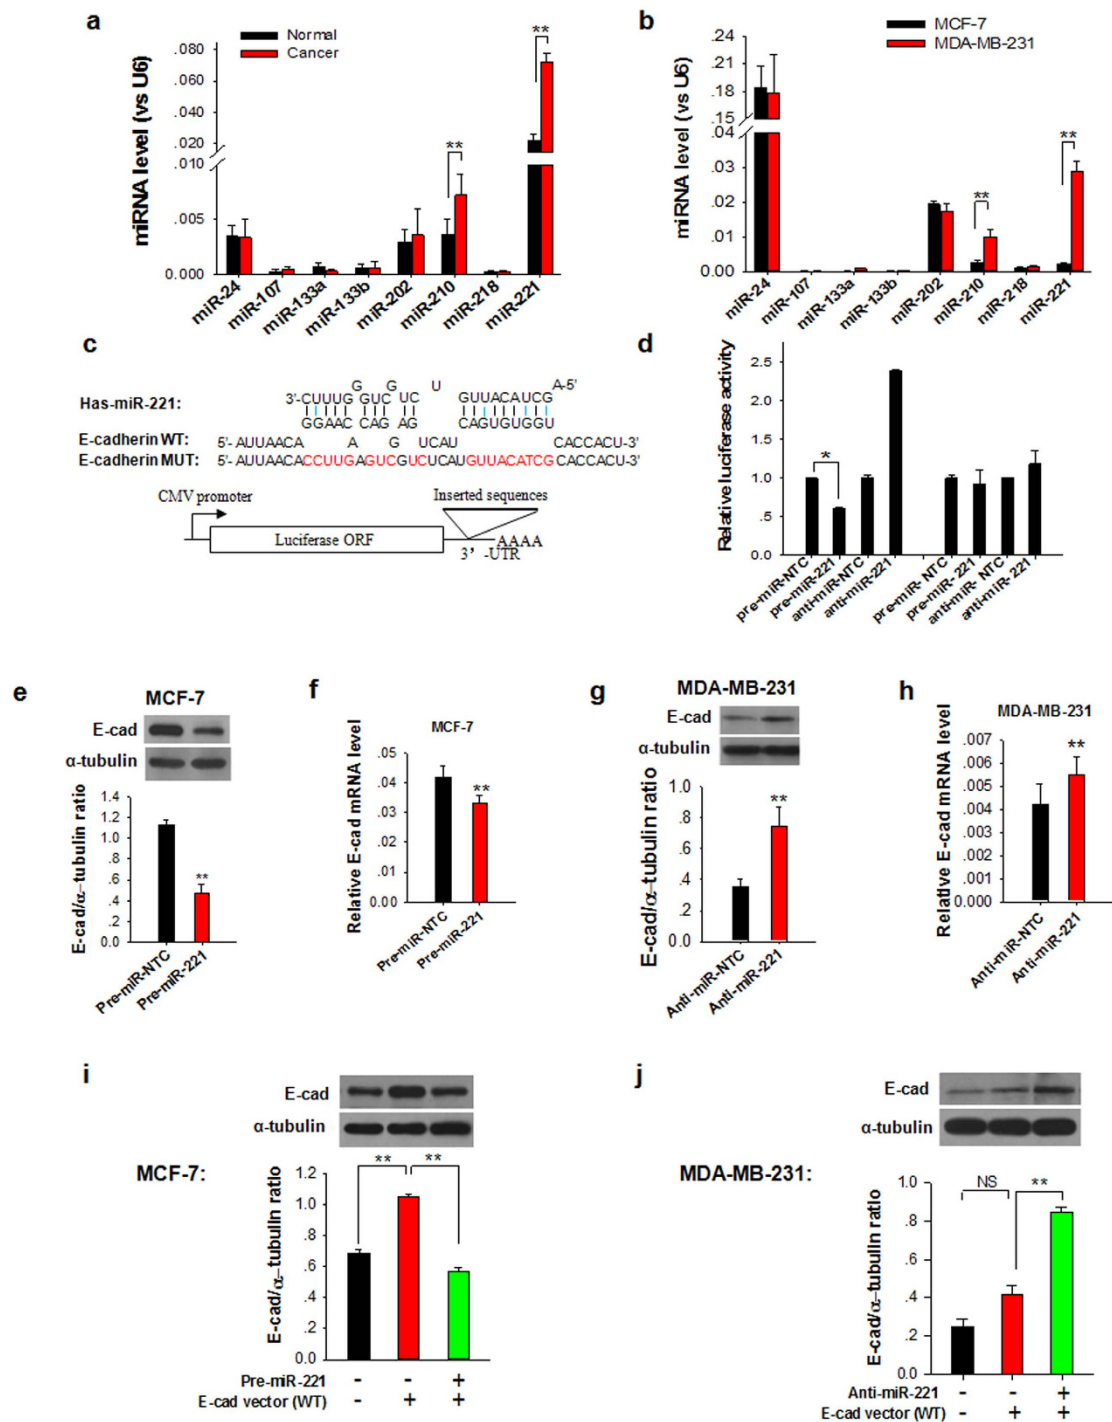 a
Normal
Cancer
miRNA level (vs U6)
.080
.060
.040
.020
.010
0.005
0.000
**
**
miR-24
miR-107
miR-133a
miR-133b
miR-202
miR-210
miR-218
miR-221
b
MCF-7
MDA-MB-231
miRNA level (vs U6)
.24
.21
.18
.15
.04
.03
.02
.01
.00
**
**
miR-24
miR-107
miR-133a
miR-133b
miR-202
miR-210
miR-218
miR-221
c
G G U A-5'
Has-miR-221: 3'-CUUUG GUC UC GUUACAUCG
GGAAC CAG AG CAGUGUGGU
E-cadherin WT: 5'- AUUAACA A G UCAU CACCACU-3'
E-cadherin MUT: 5'- AUUAACACCUUGAGUCGUCUCAUGUUACATCGCACCACU-3'
CMV promoter
Inserted sequences
Luciferase ORF
AAAA
3' -UTR
d
Relative luciferase activity
2.5
2.0
1.5
1.0
.5
0.0
*
pre-miR-NTC
pre-miR-221
anti-miR-NTC
anti-miR-221
pre-miR- NTC
pre-miR- 221
anti-miR- NTC
anti-miR- 221
e
MCF-7
E-cad
α-tubulin
E-cad/α-tubulin ratio
1.4
1.2
1.0
.8
.6
.4
.2
0.0
**
Pre-miR-NTC
Pre-miR-221
f
MCF-7
Relative E-cad mRNA level
.05
.04
.03
.02
.01
0.00
**
Pre-miR-NTC
Pre-miR-221
g
MDA-MB-231
E-cad
α-tubulin
E-cad/α-tubulin ratio
1.0
.8
.6
.4
.2
0.0
**
Anti-miR-NTC
Anti-miR-221
h
MDA-MB-231
Relative E-cad mRNA level
.007
.006
.005
.004
.003
.002
.001
0.000
**
Anti-miR-NTC
Anti-miR-221
i
E-cad
α-tubulin
MCF-7:
E-cad/α-tubulin ratio
1.2
1.0
.8
.6
.4
.2
0.0
** **
Pre-miR-221 - - +
E-cad vector (WT) - + +
j
E-cad
α-tubulin
MDA-MB-231:
E-cad/α-tubulin ratio
1.0
.8
.6
.4
.2
0.0
NS **
Anti-miR-221 - - +
E-cad vector (WT) - + +